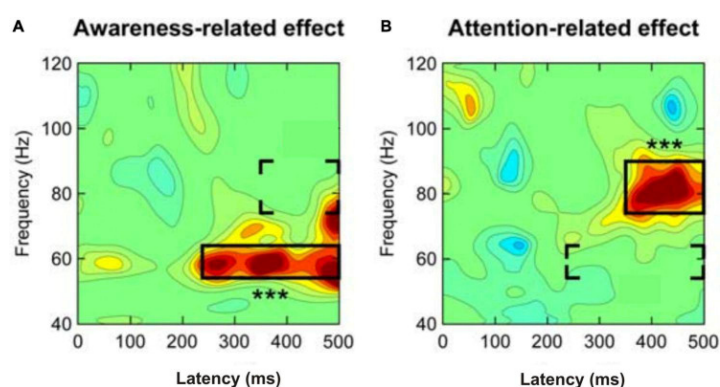 A Awareness-related effect
B Attention-related effect
120
100
80
60
40
Frequency (Hz)
***
0 100 200 300 400 500
Latency (ms)
120
100
80
60
40
Frequency (Hz)
***
0 100 200 300 400 500
Latency (ms)